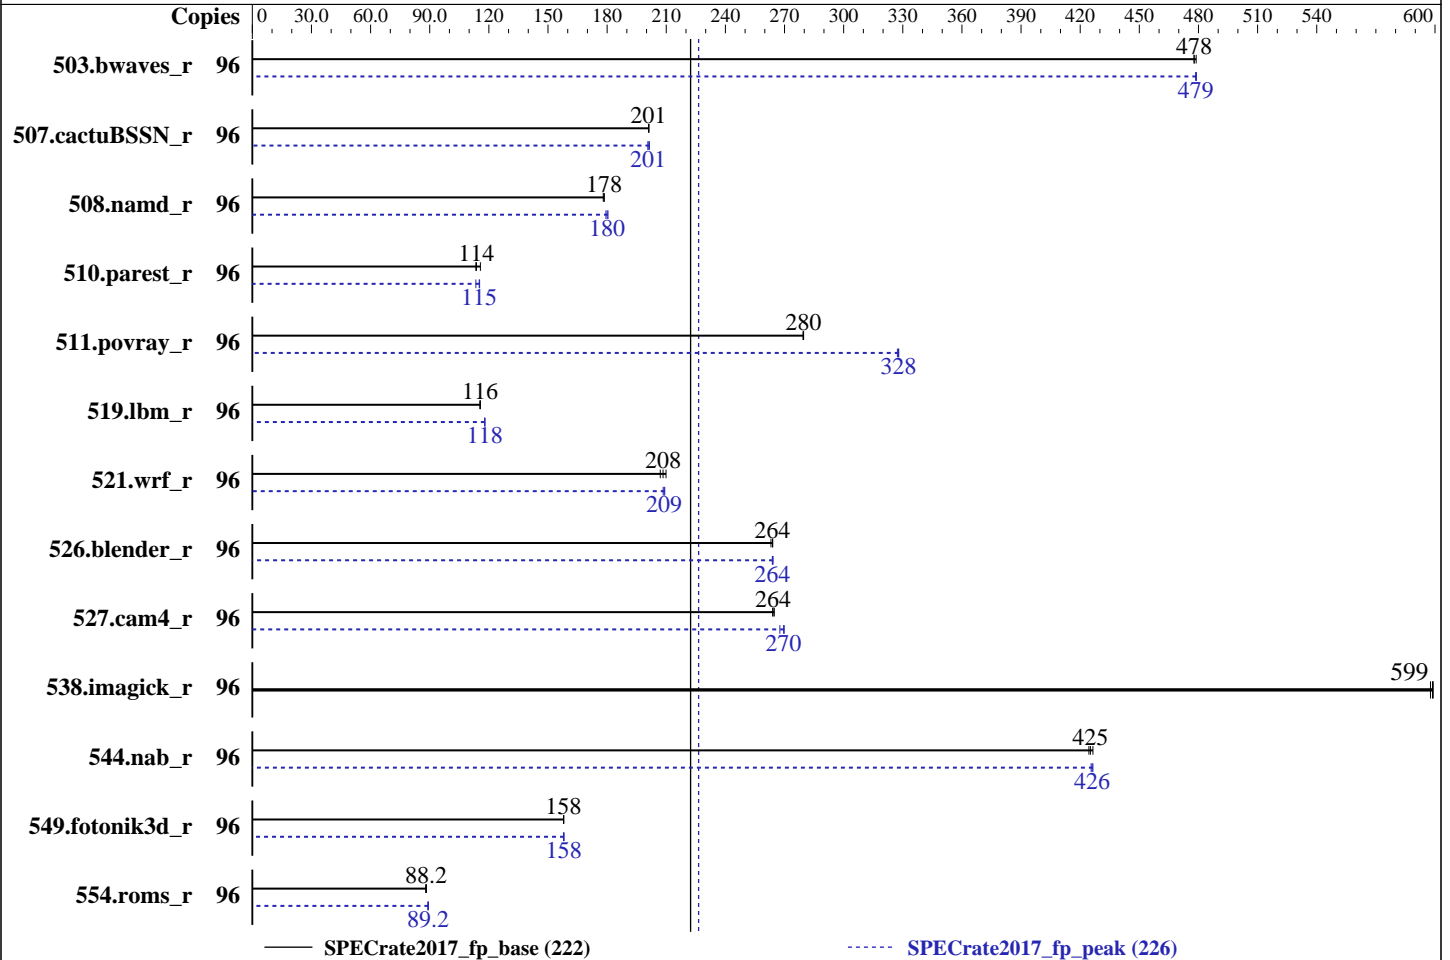 Copies 0 30.0 60.0 90.0 120 150 180 210 240 270 300 330 360 390 420 450 480 510 540 600
478
503.bwaves_r 96
479
201
507.cactuBSSN_r 96
201
178
508.namd_r 96
180
114
510.parest_r 96
115
280
511.povray_r 96
328
116
519.lbm_r 96
118
208
521.wrf_r 96
209
264
526.blender_r 96
264
264
527.cam4_r 96
270
599
538.imagick_r 96
425
544.nab_r 96
426
158
549.fotonik3d_r 96
158
88.2
554.roms_r 96
89.2
SPECrate2017_fp_base (222) SPECrate2017_fp_peak (226)